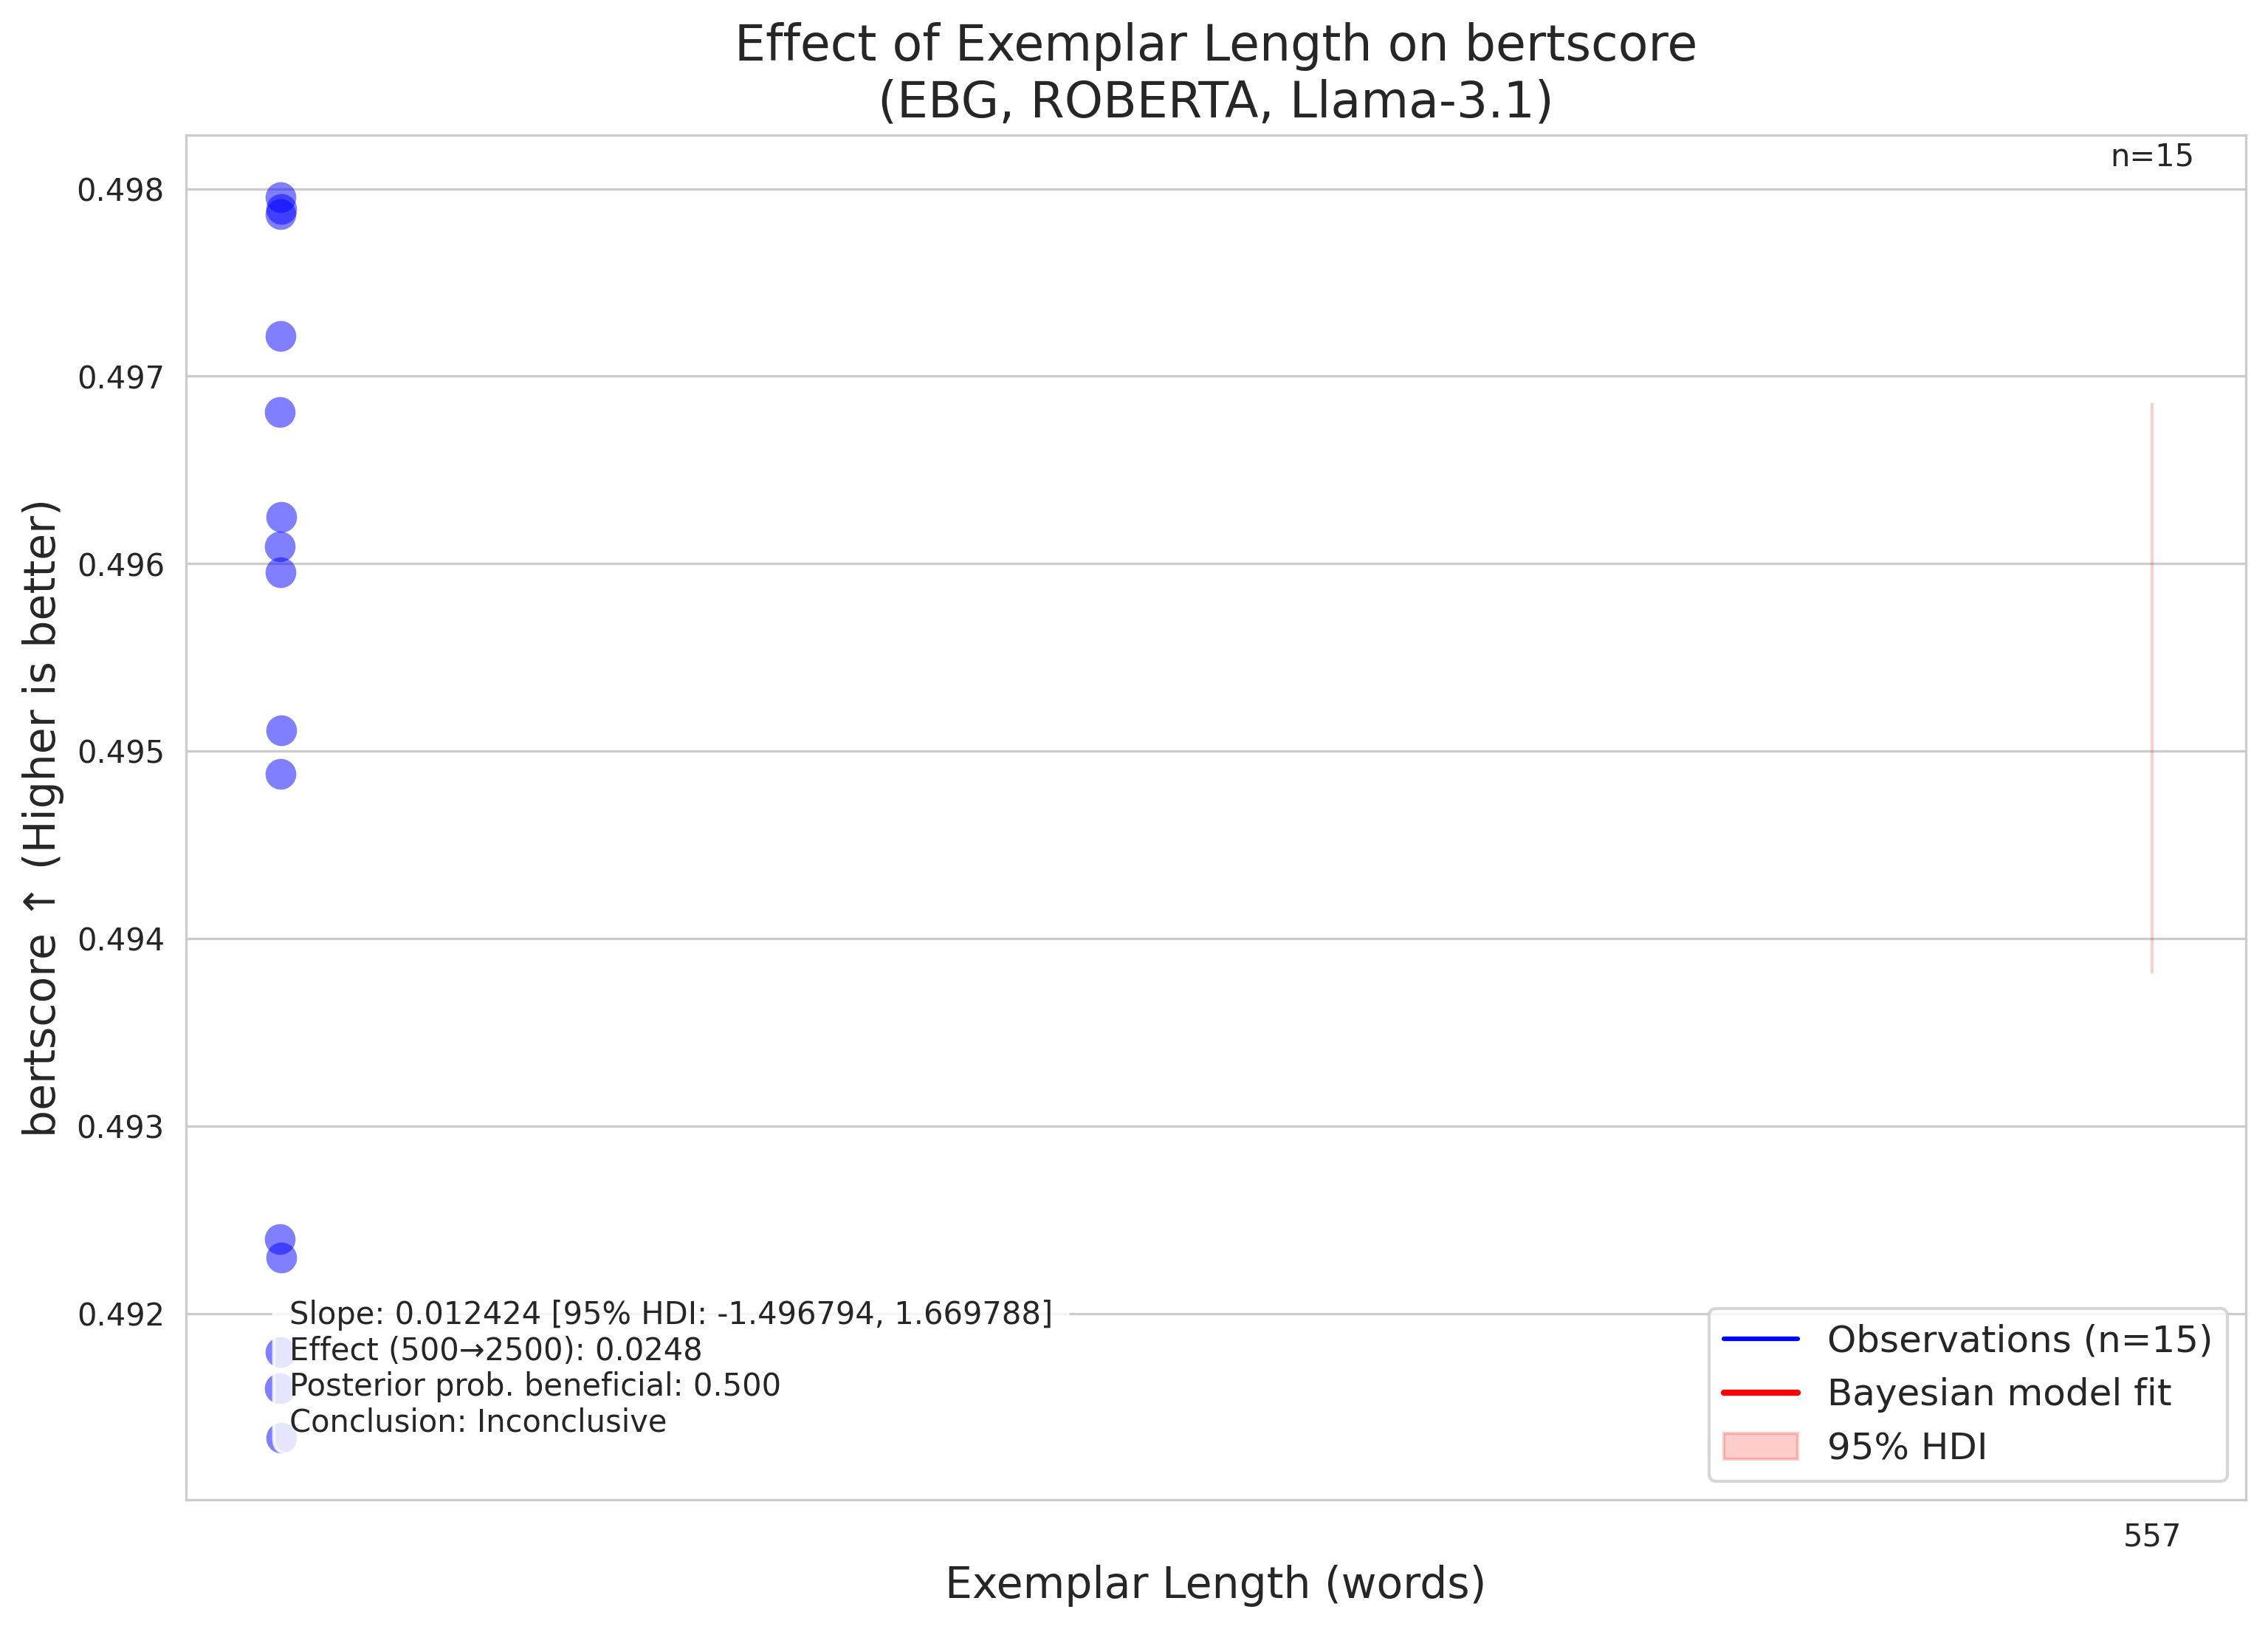 Effect of Exemplar Length on bertscore
(EBG, ROBERTA, Llama-3.1)
n=15
0.498
0.497
0.496
0.495
0.494
0.493
0.492
bertscore ↑ (Higher is better)
Slope: 0.012424 [95% HDI: -1.496794, 1.669788]
Effect (500→2500): 0.0248
Posterior prob. beneficial: 0.500
Conclusion: Inconclusive
Observations (n=15)
Bayesian model fit
95% HDI
557
Exemplar Length (words)